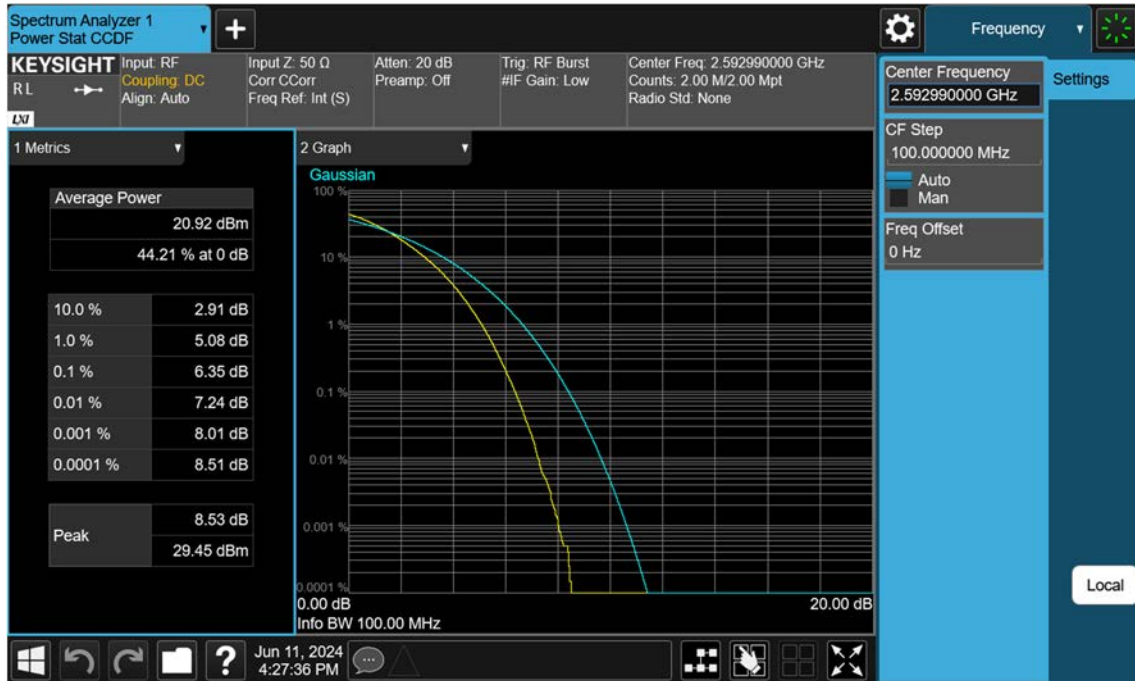 Spectrum Analyzer 1
Power Stat CCDF
Frequency
KEYSIGHT
R L
LXI
Input: RF
Coupling: DC
Align: Auto
Input Z: 50 Ω
Corr CCorr
Freq Ref: Int (S)
Atten: 20 dB
Preamp: Off
Trig: RF Burst
#IF Gain: Low
Center Freq: 2.592990000 GHz
Counts: 2.00 M/2.00 Mpt
Radio Std: None
Center Frequency
2.592990000 GHz
Settings
CF Step
100.000000 MHz
Auto
Man
Freq Offset
0 Hz
Local
1 Metrics
Average Power
20.92 dBm
44.21 % at 0 dB
10.0 % 2.91 dB
1.0 % 5.08 dB
0.1 % 6.35 dB
0.01 % 7.24 dB
0.001 % 8.01 dB
0.0001 % 8.51 dB
Peak
8.53 dB
29.45 dBm
2 Graph
Gaussian
100 %
10 %
1 %
0.1 %
0.01 %
0.001 %
0.0001 %
0.00 dB 20.00 dB
Info BW 100.00 MHz
?
Jun 11, 2024
4:27:36 PM